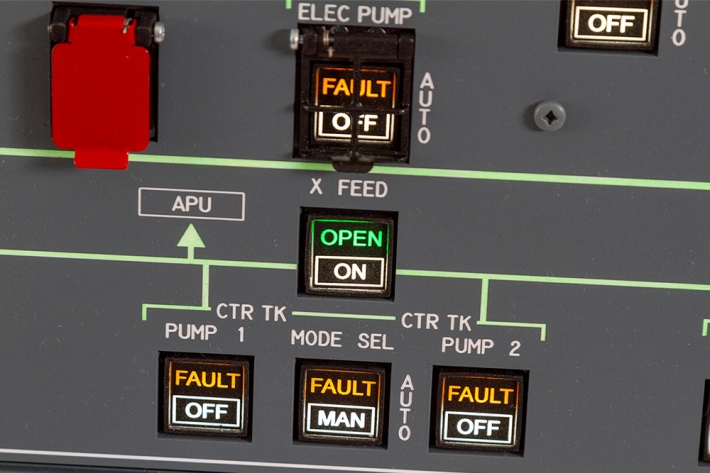 ELEC PUMP
OFF
AUTO
FAULT
OFF
AUTO
X FEED
APU
OPEN
ON
CTR TK
PUMP 1
MODE SEL
CTR TK
PUMP 2
FAULT
OFF
FAULT
MAN
AUTO
FAULT
OFF